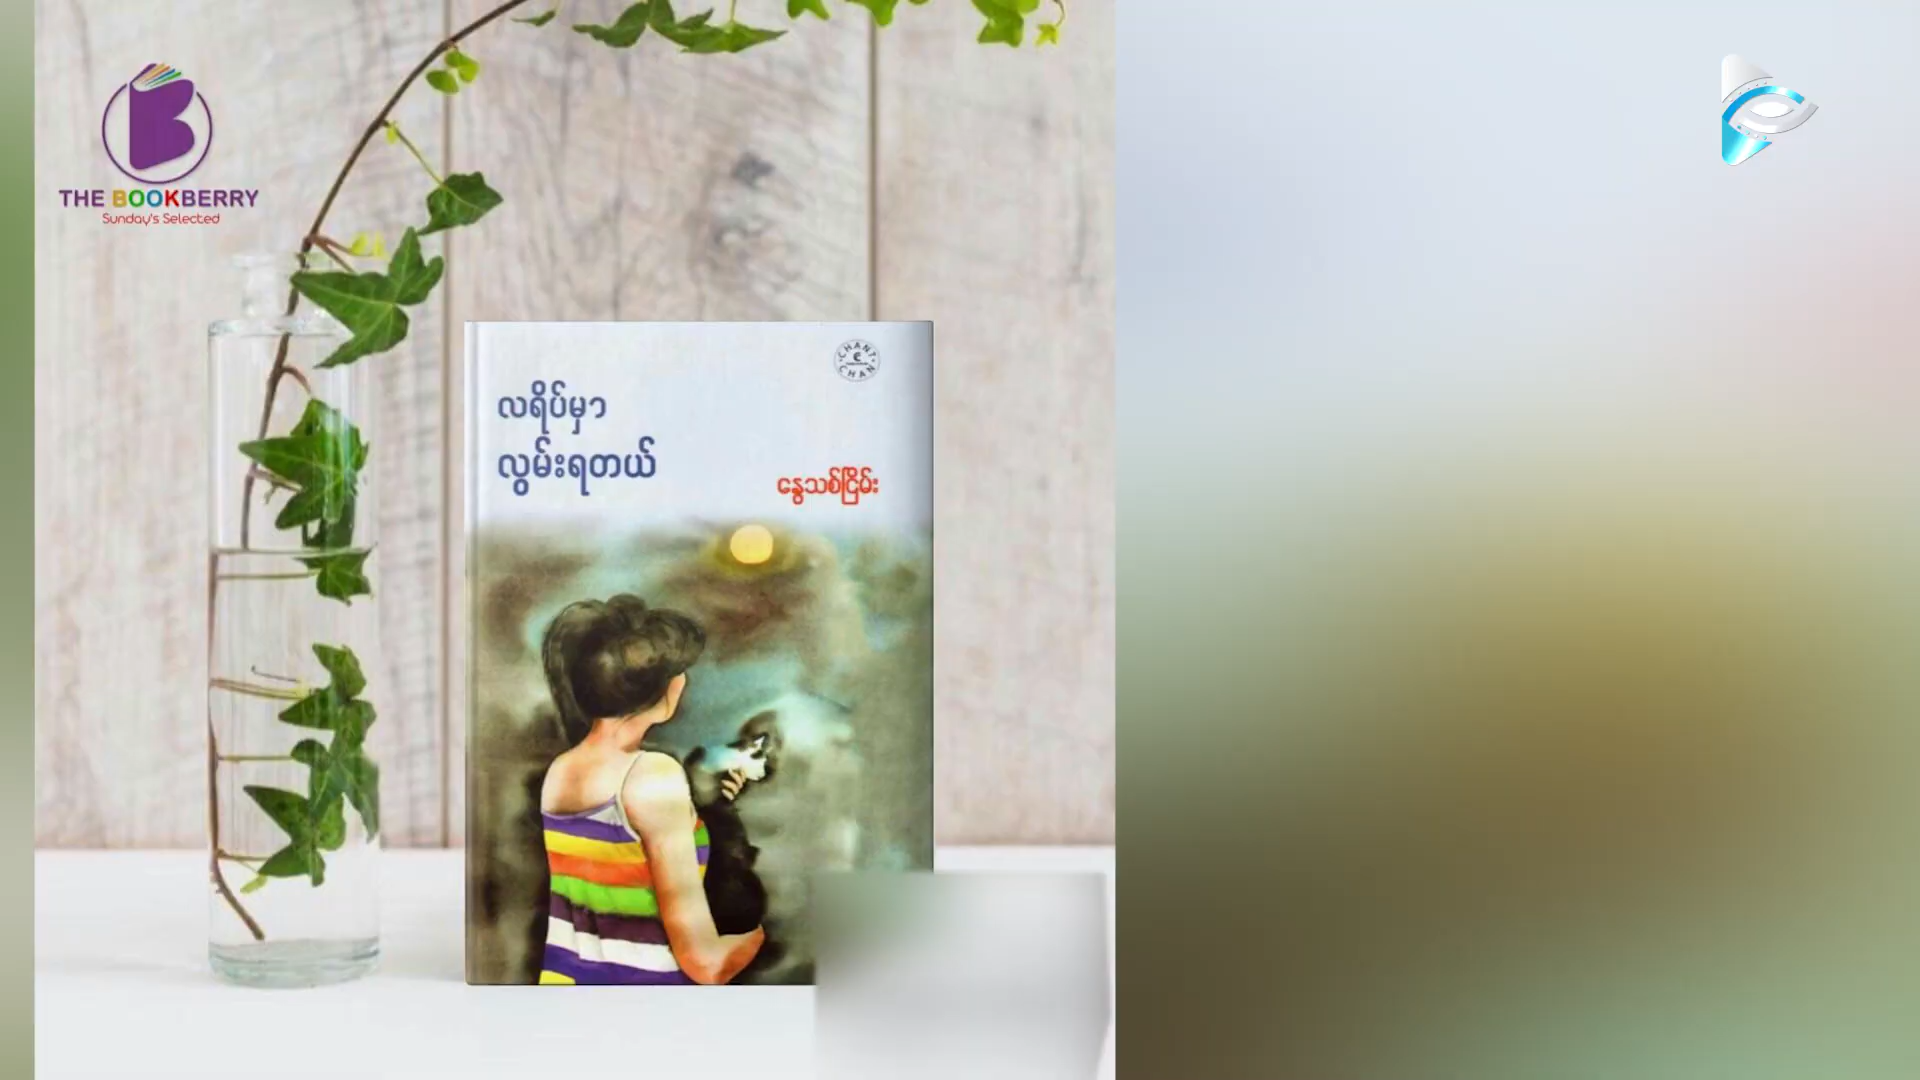 THE BOOKBERRY
Sunday's Selected
CHANT CHAN
လရိပ်မှာ
လွမ်းရတယ်
နွေသစ်ငြိမ်း